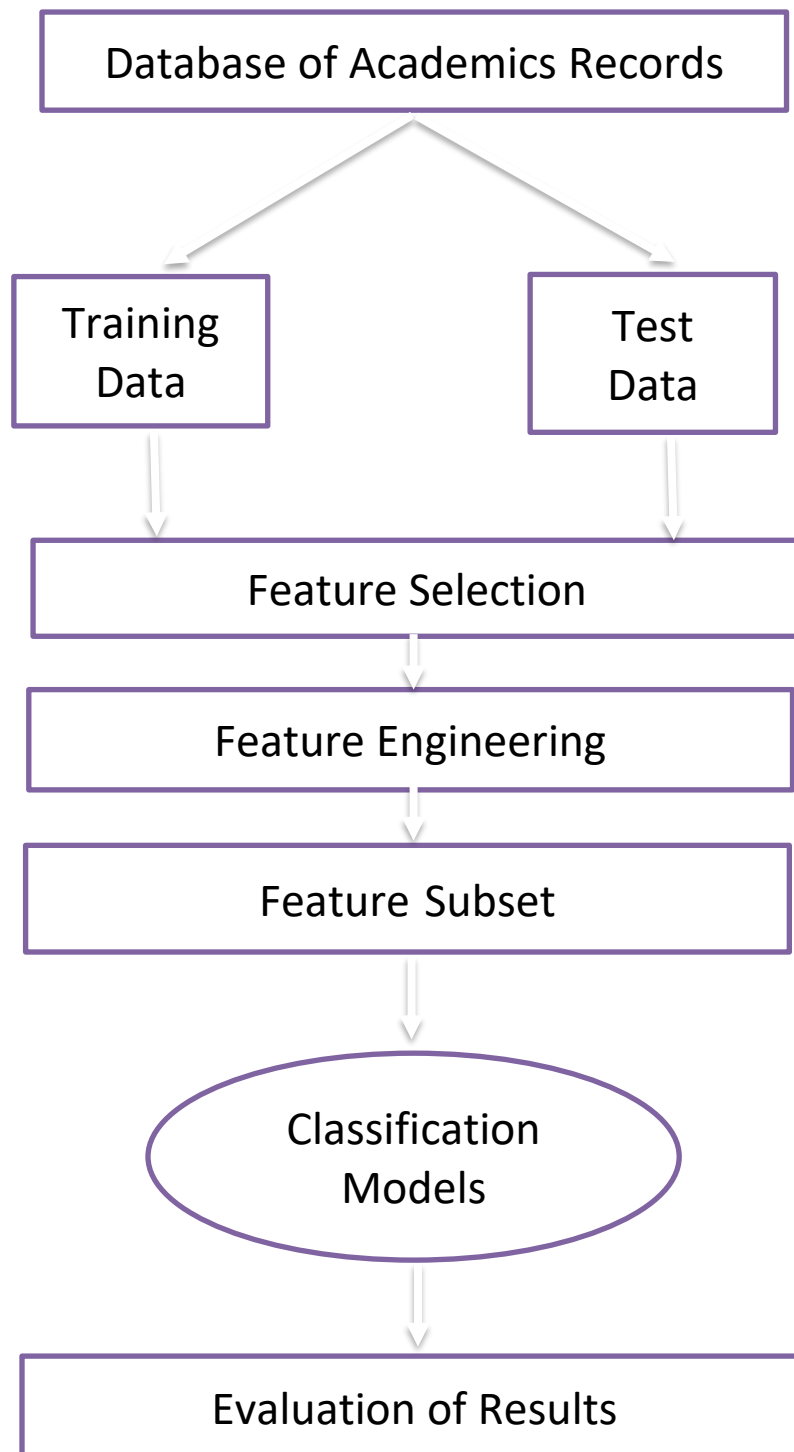 Database of Academics Records
Training
Data
Test
Data
Feature Selection
Feature Engineering
Feature Subset
Classification
Models
Evaluation of Results